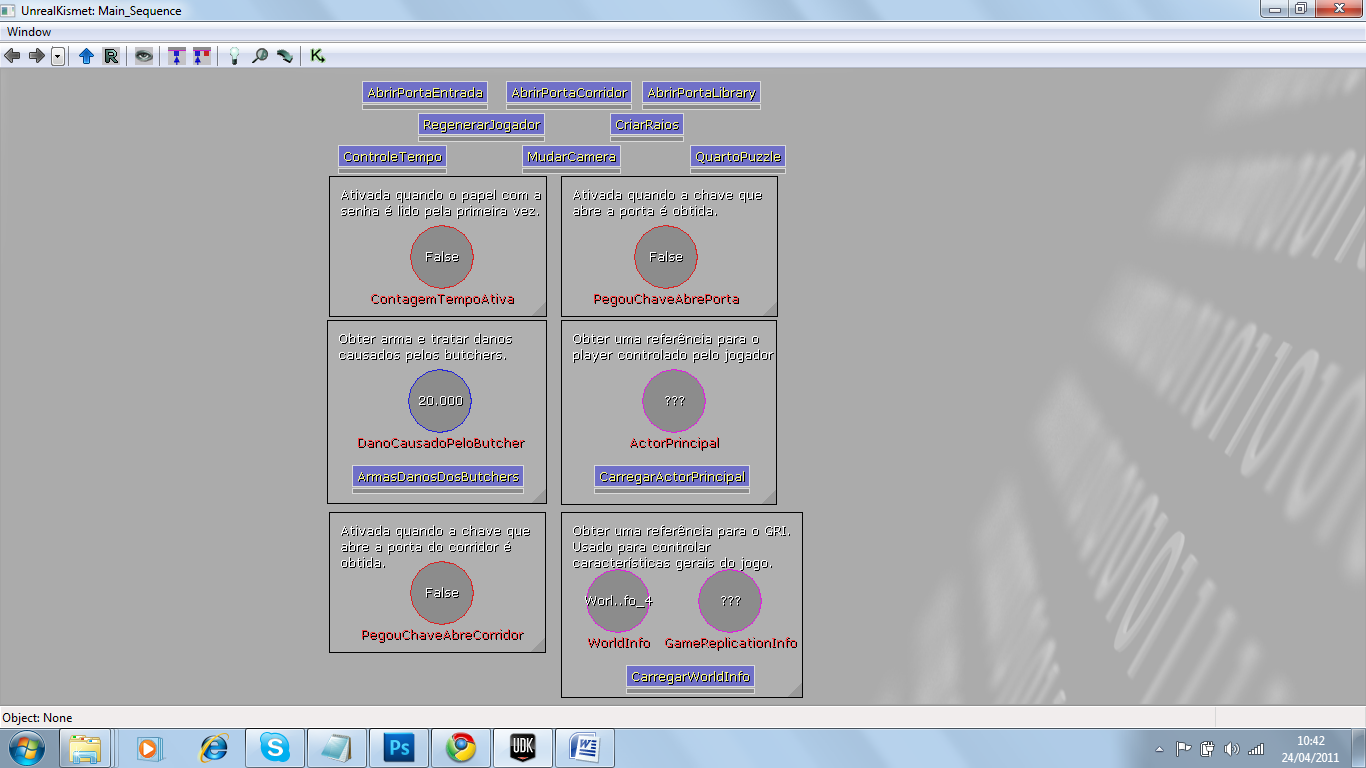 UnrealKismet: Main_Sequence
Window
R
K
AbrirPortaEntrada
AbrirPortaCorridor
AbrirPortaLibrary
RegenerarJogador
CriarRaios
ControleTempo
MudarCamera
QuartoPuzzle
Ativada quando o papel com a
senha é lido pela primeira vez.
False
ContagemTempoAtiva
Ativada quando a chave que
abre a porta é obtida.
False
PegouChaveAbrePorta
Obter arma e tratar danos
causados pelos butchers.
20.000
DanoCausadoPeloButcher
ArmasDanosDosButchers
Obter uma referência para o
player controlado pelo jogador
???
ActorPrincipal
CarregarActorPrincipal
Ativada quando a chave que
abre a porta do corridor é
obtida.
False
PegouChaveAbreCorridor
Obter uma referência para o GRI.
Usado para controlar
características gerais do jogo.
Worl..fo_4
WorldInfo
???
GameReplicationInfo
CarregarWorldInfo
Object: None
S
Ps
UDK
W
10:42
24/04/2011